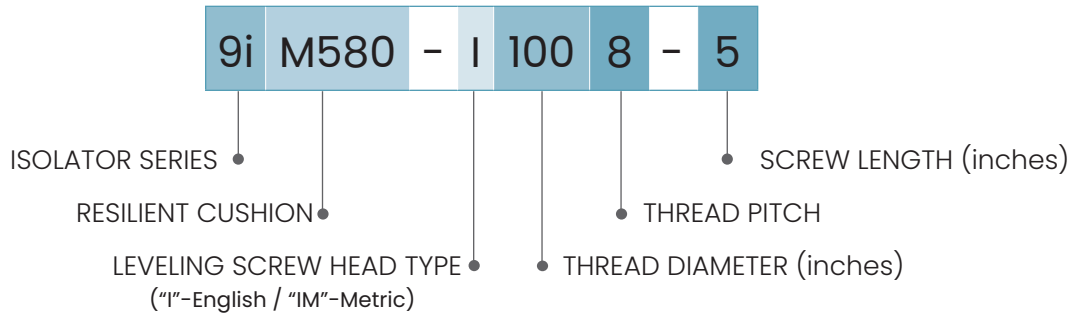 9i M580 - I 100 8 - 5
ISOLATOR SERIES
SCREW LENGTH (inches)
RESILIENT CUSHION
THREAD PITCH
LEVELING SCREW HEAD TYPE
("I"-English / "IM"-Metric)
THREAD DIAMETER (inches)